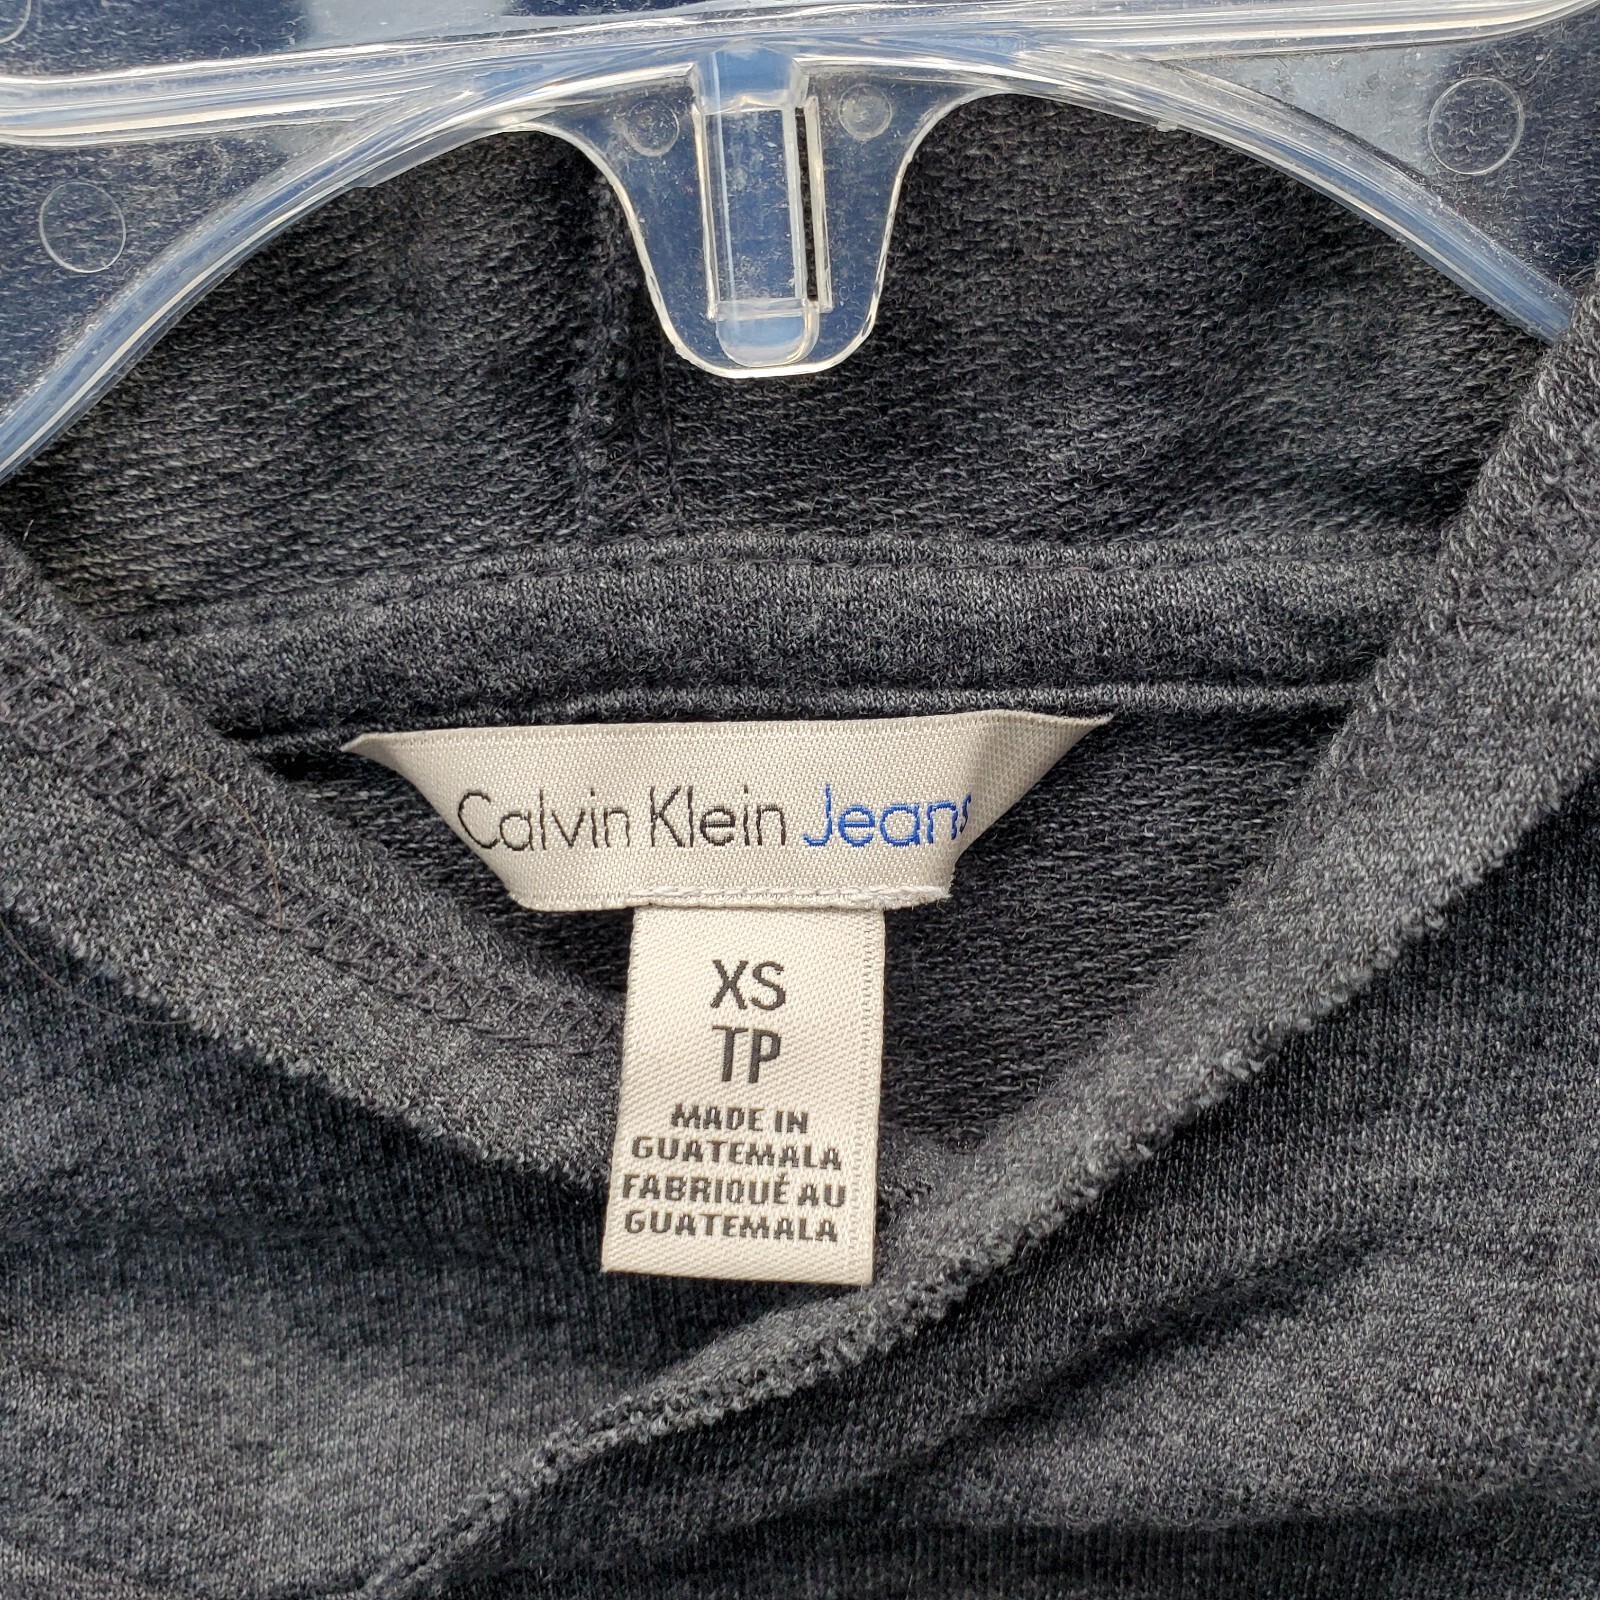 Calvin Klein Jeans
XS
TP
MADE IN
GUATEMALA
FABRIQUÉ AU
GUATEMALA